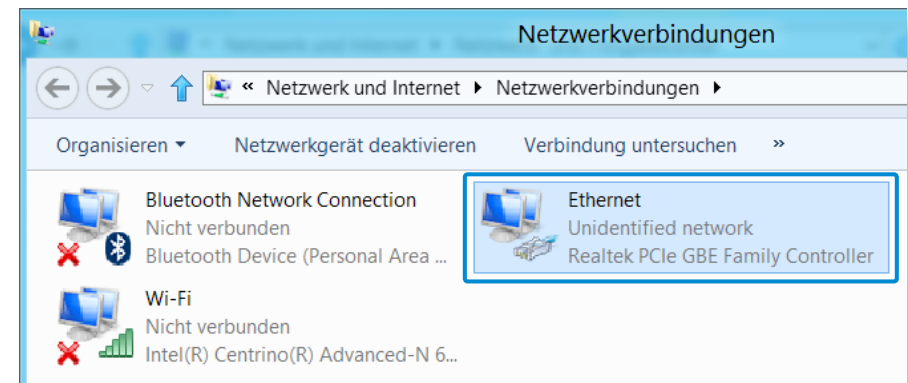 Netzwerkverbindungen
« Netzwerk und Internet ▸ Netzwerkverbindungen ▸
Organisieren ▾ Netzwerkgerät deaktivieren Verbindung untersuchen »
Bluetooth Network Connection
Nicht verbunden
Bluetooth Device (Personal Area ...
Ethernet
Unidentified network
Realtek PCIe GBE Family Controller
Wi-Fi
Nicht verbunden
Intel(R) Centrino(R) Advanced-N 6...